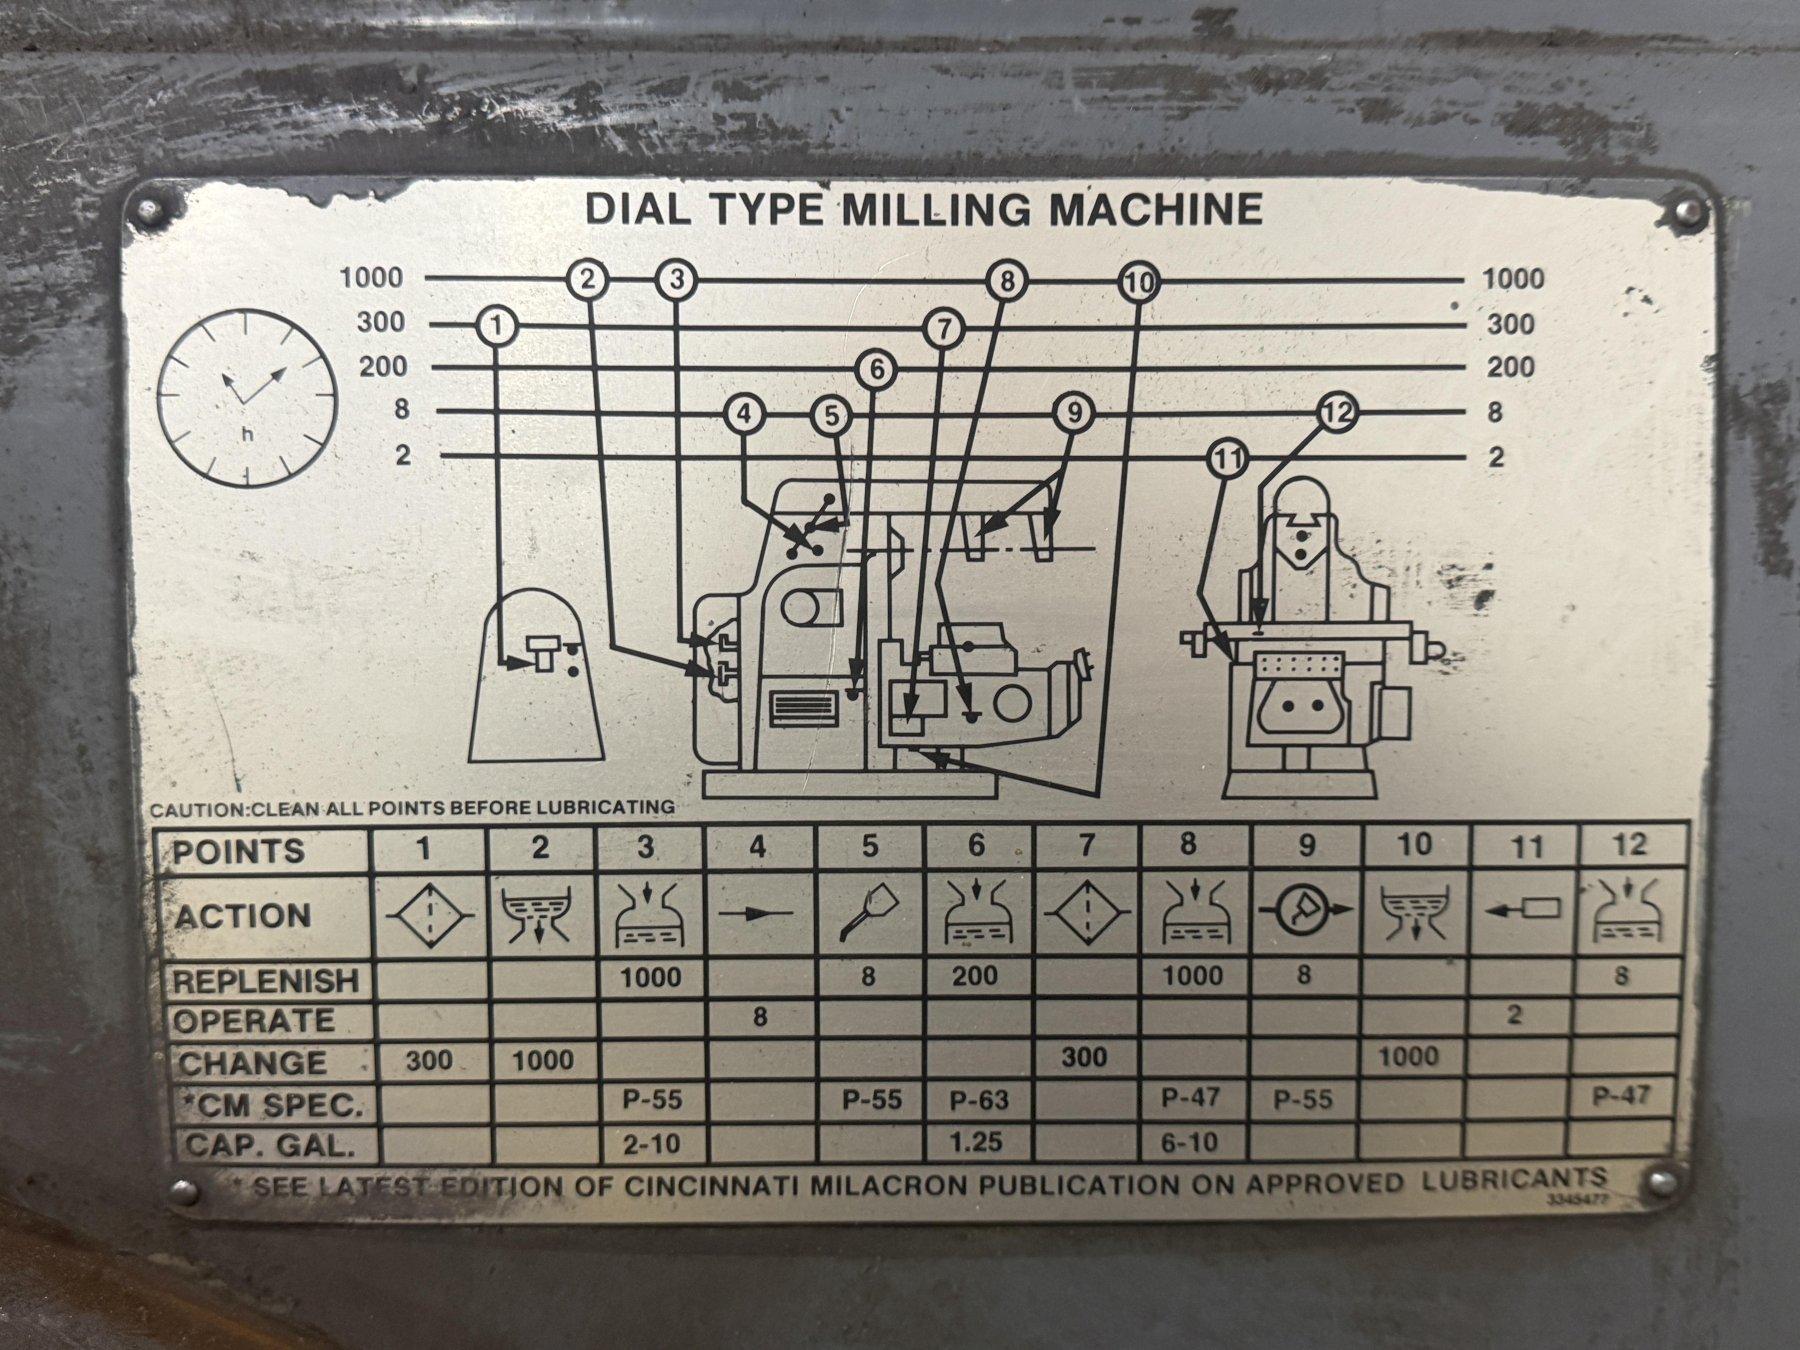 DIAL TYPE MILLING MACHINE
1000 2 3 8 10 1000
300 1 7 300
200 6 200
8 4 5 9 12 8
2 11 2
h
CAUTION:CLEAN ALL POINTS BEFORE LUBRICATING
POINTS 1 2 3 4 5 6 7 8 9 10 11 12
ACTION
REPLENISH 1000 8 200 1000 8 8
OPERATE 8 2
CHANGE 300 1000 300 1000
*CM SPEC. P-55 P-55 P-63 P-47 P-55 P-47
CAP. GAL. 2-10 1.25 6-10
* SEE LATEST EDITION OF CINCINNATI MILACRON PUBLICATION ON APPROVED LUBRICANTS
3345477